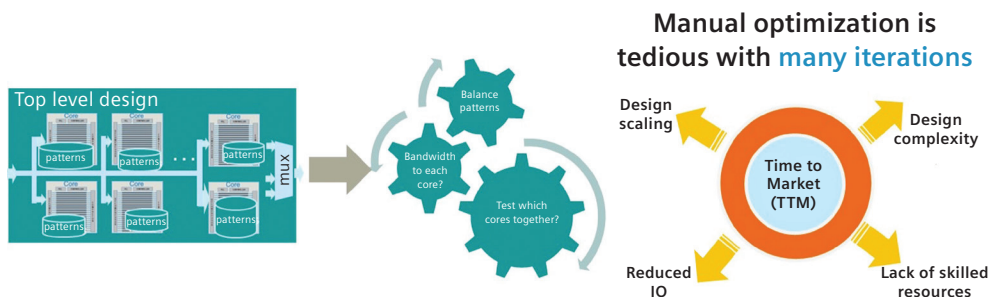 Manual optimization is
tedious with many iterations
Top level design
Core
Core
Core
patterns
patterns
patterns
...
mux
Core
Core
Core
patterns
patterns
patterns
Balance
patterns
Bandwidth
to each
core?
Test which
cores together?
Design
scaling
Design
complexity
Time to
Market
(TTM)
Reduced
IO
Lack of skilled
resources